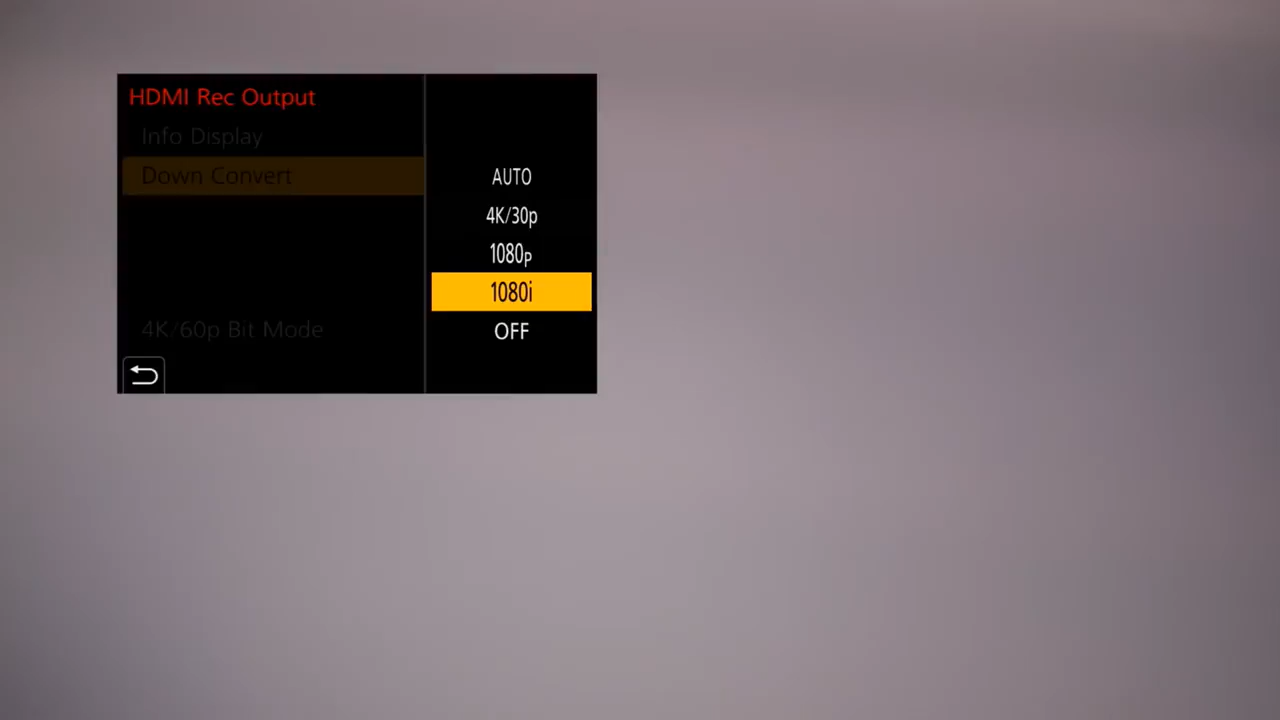 HDMI Rec Output
Info Display
Down Convert
AUTO
4K/30p
1080p
1080i
OFF
4K/60p Bit Mode